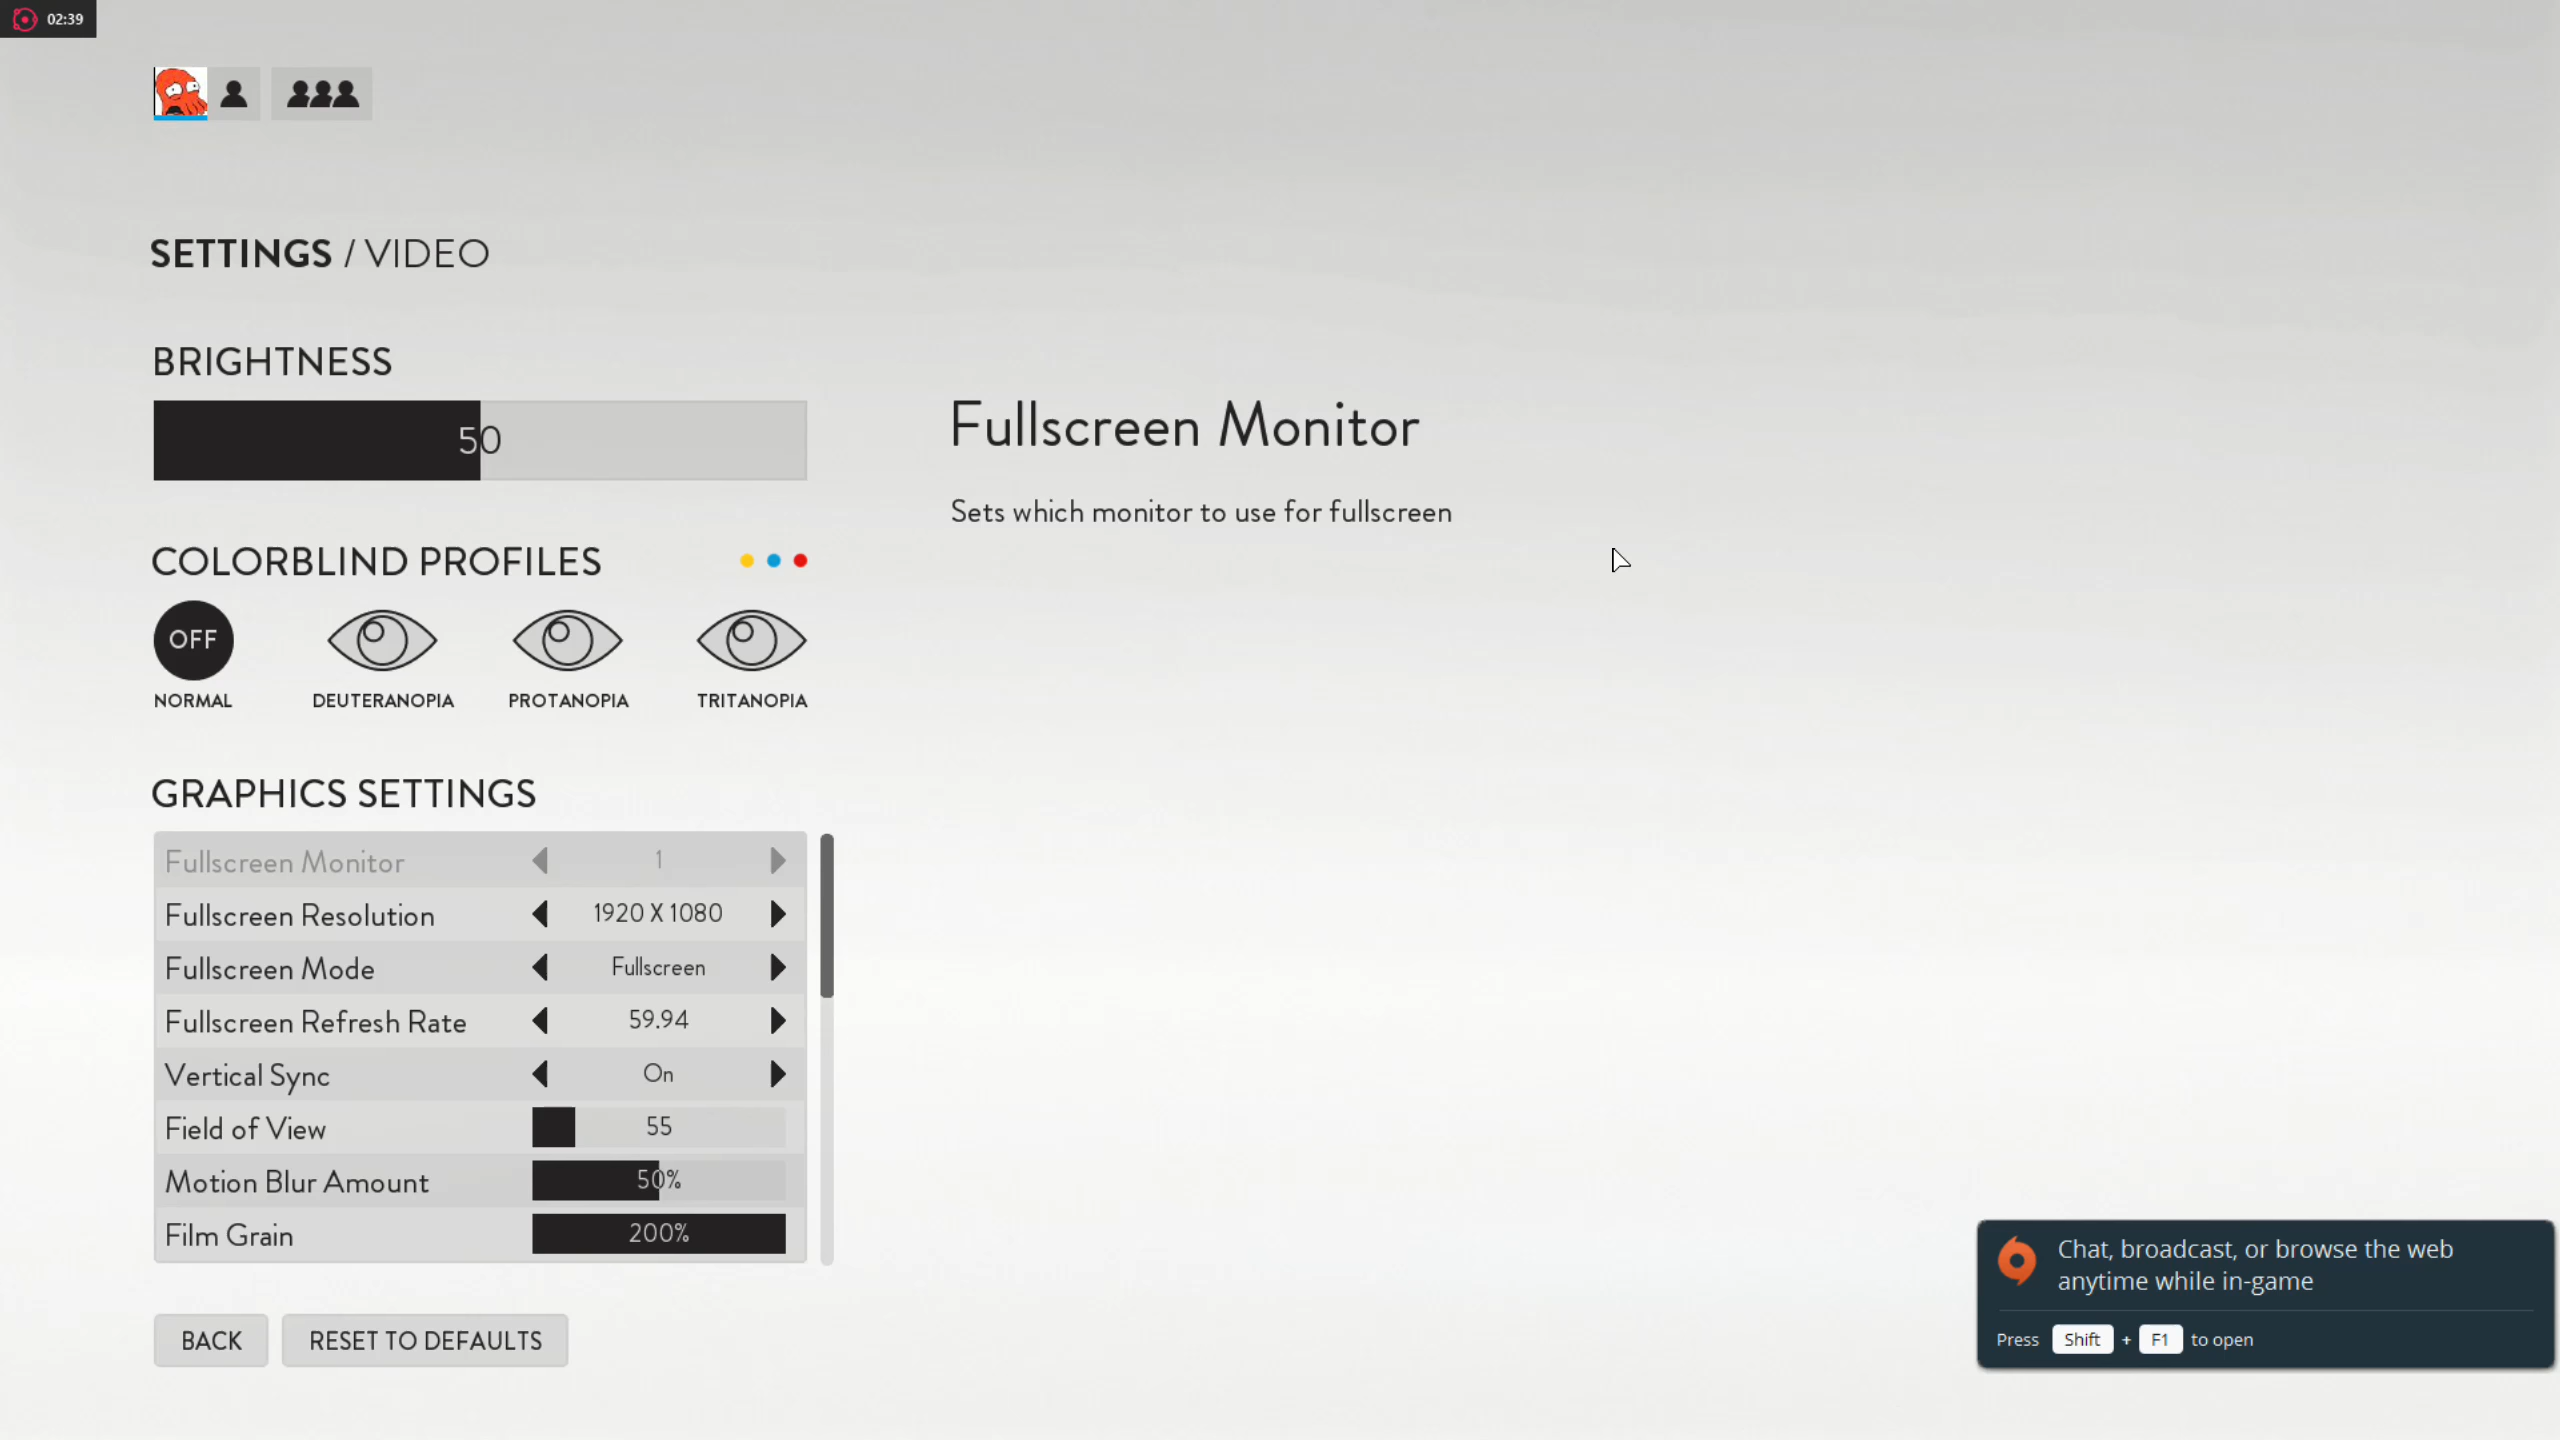 02:39
SETTINGS / VIDEO
BRIGHTNESS
50
Fullscreen Monitor
Sets which monitor to use for fullscreen
COLORBLIND PROFILES
OFF
NORMAL DEUTERANOPIA PROTANOPIA TRITANOPIA
GRAPHICS SETTINGS
Fullscreen Monitor 1
Fullscreen Resolution 1920 X 1080
Fullscreen Mode Fullscreen
Fullscreen Refresh Rate 59.94
Vertical Sync On
Field of View 55
Motion Blur Amount 50%
Film Grain 200%
BACK RESET TO DEFAULTS
Chat, broadcast, or browse the web
anytime while in-game
Press Shift + F1 to open